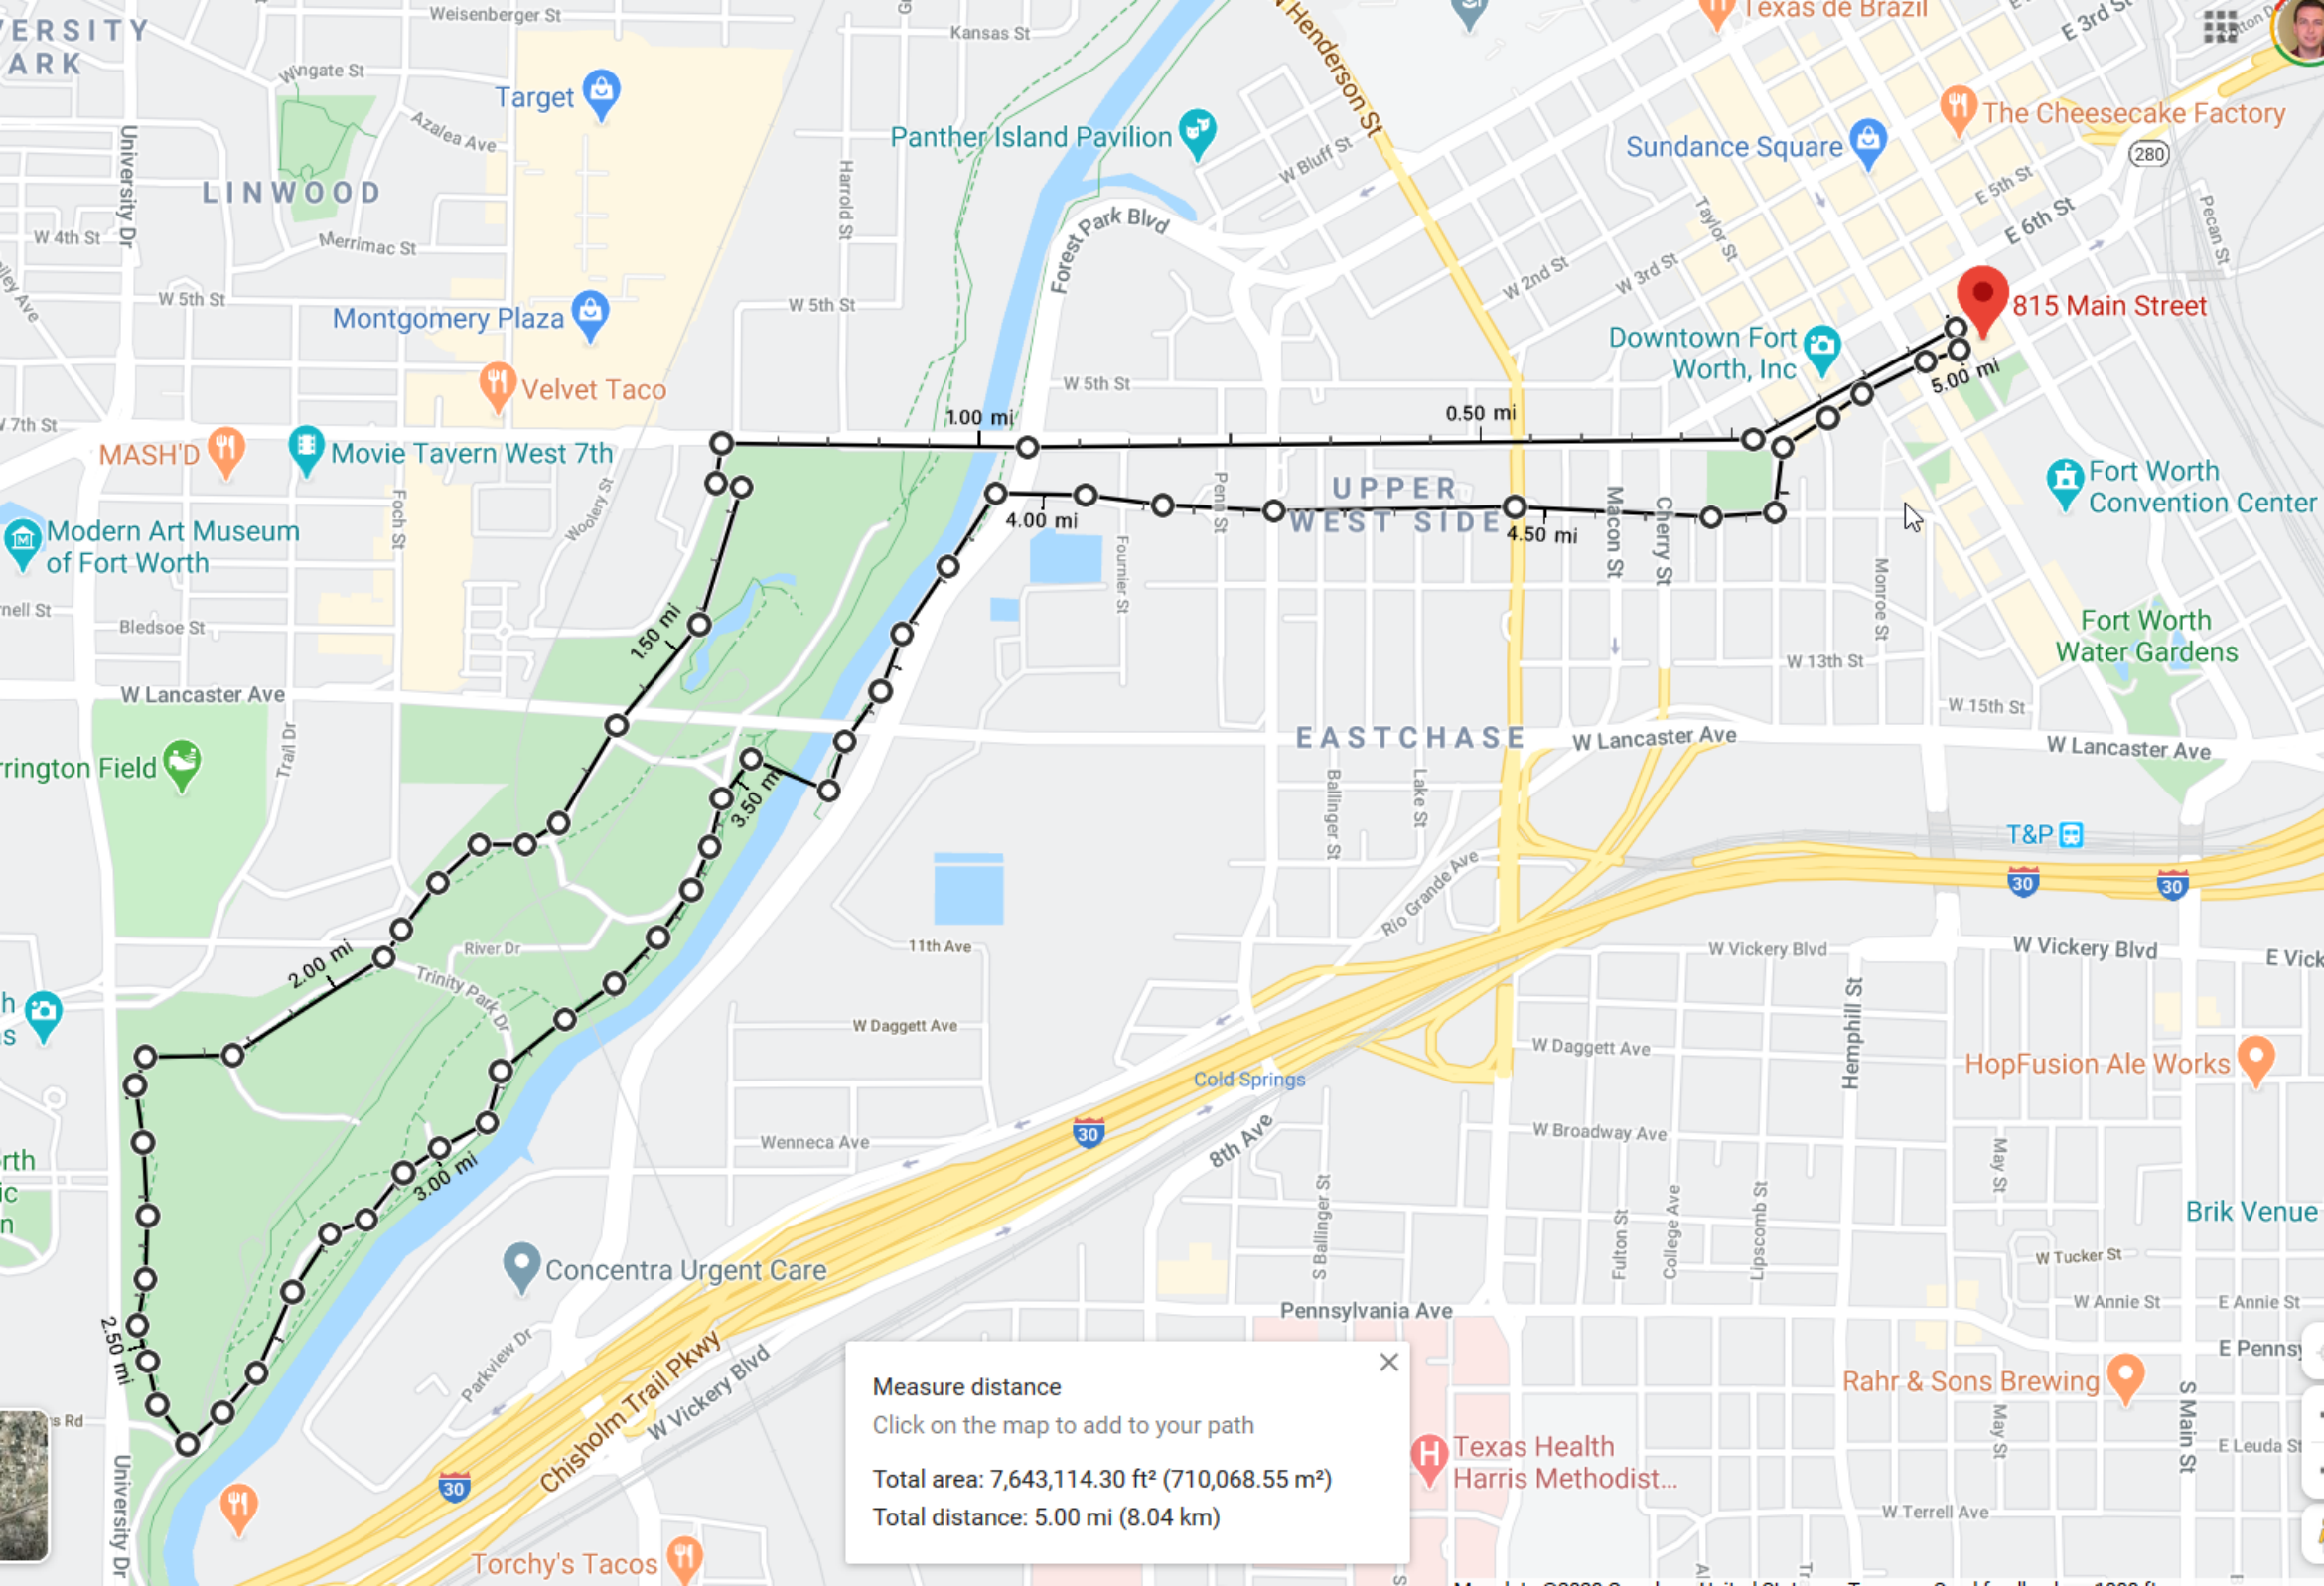 VERSITY
ARK
Weisenberger St
Kansas St
N Henderson St
Texas de Brazil
E 3rd St
Wingate St
Target
Azalea Ave
University Dr
LINWOOD
Harrold St
Panther Island Pavilion
W Bluff St
Sundance Square
The Cheesecake Factory
280
Taylor St
E 5th St
E 6th St
Pecan St
W 4th St
Merrimac St
Forest Park Blvd
W 2nd St
W 3rd St
W 5th St
Montgomery Plaza
W 5th St
815 Main Street
Downtown Fort
Worth, Inc
Velvet Taco
W 5th St
5.00 mi
1.00 mi
0.50 mi
W 7th St
MASH'D
Movie Tavern West 7th
Foch St
Woolery St
Modern Art Museum
of Fort Worth
Penn St
UPPER
WEST SIDE
4.00 mi
4.50 mi
Macon St
Cherry St
Fort Worth
Convention Center
Fournier St
Monroe St
Bledsoe St
1.50 mi
W 13th St
Fort Worth
Water Gardens
W Lancaster Ave
W 15th St
EASTCHASE
W Lancaster Ave
W Lancaster Ave
Trail Dr
rrington Field
3.50 mi
Ballinger St
Lake St
T&P
30
30
Rio Grande Ave
2.00 mi
River Dr
Trinity Park Dr
11th Ave
W Vickery Blvd
W Vickery Blvd
E Vick
Hemphill St
W Daggett Ave
W Daggett Ave
HopFusion Ale Works
Cold Springs
30
8th Ave
Wenneca Ave
W Broadway Ave
May St
3.00 mi
S Ballinger St
Fulton St
College Ave
Lipscomb St
Brik Venue
W Tucker St
Concentra Urgent Care
Pennsylvania Ave
W Annie St
E Annie St
E Pennsy
2.50 mi
Parkview Dr
Chisholm Trail Pkwy
W Vickery Blvd
Measure distance
Click on the map to add to your path
Total area: 7,643,114.30 ft² (710,068.55 m²)
Total distance: 5.00 mi (8.04 km)
Rahr & Sons Brewing
S Main St
May St
Texas Health
Harris Methodist...
E Leuda St
s Rd
University Dr
30
W Terrell Ave
Torchy's Tacos